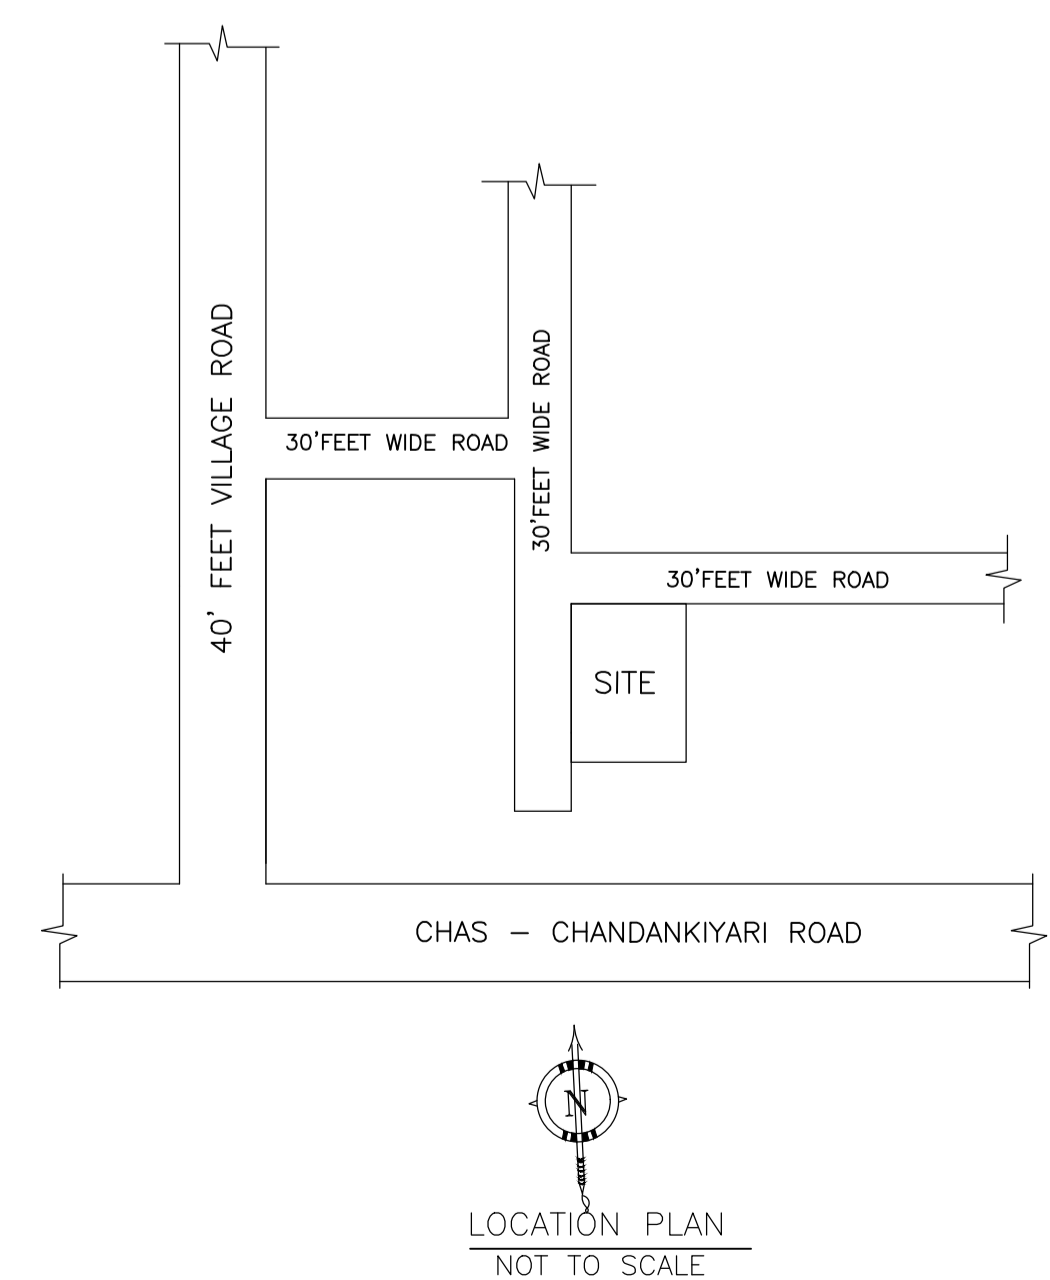 40' FEET VILLAGE ROAD
30'FEET WIDE ROAD
30'FEET WIDE ROAD
30'FEET WIDE ROAD
SITE
CHAS – CHANDANKIYARI ROAD
N
LOCATION PLAN
NOT TO SCALE